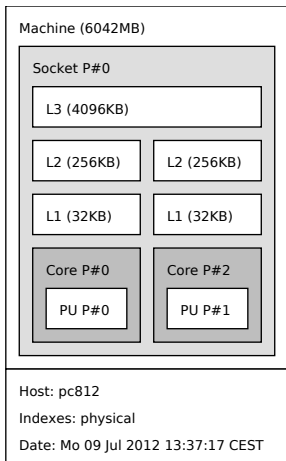 Machine (6042MB)
Socket P#0
L3 (4096KB)
L2 (256KB) L2 (256KB)
L1 (32KB) L1 (32KB)
Core P#0 Core P#2
PU P#0 PU P#1
Host: pc812
Indexes: physical
Date: Mo 09 Jul 2012 13:37:17 CEST